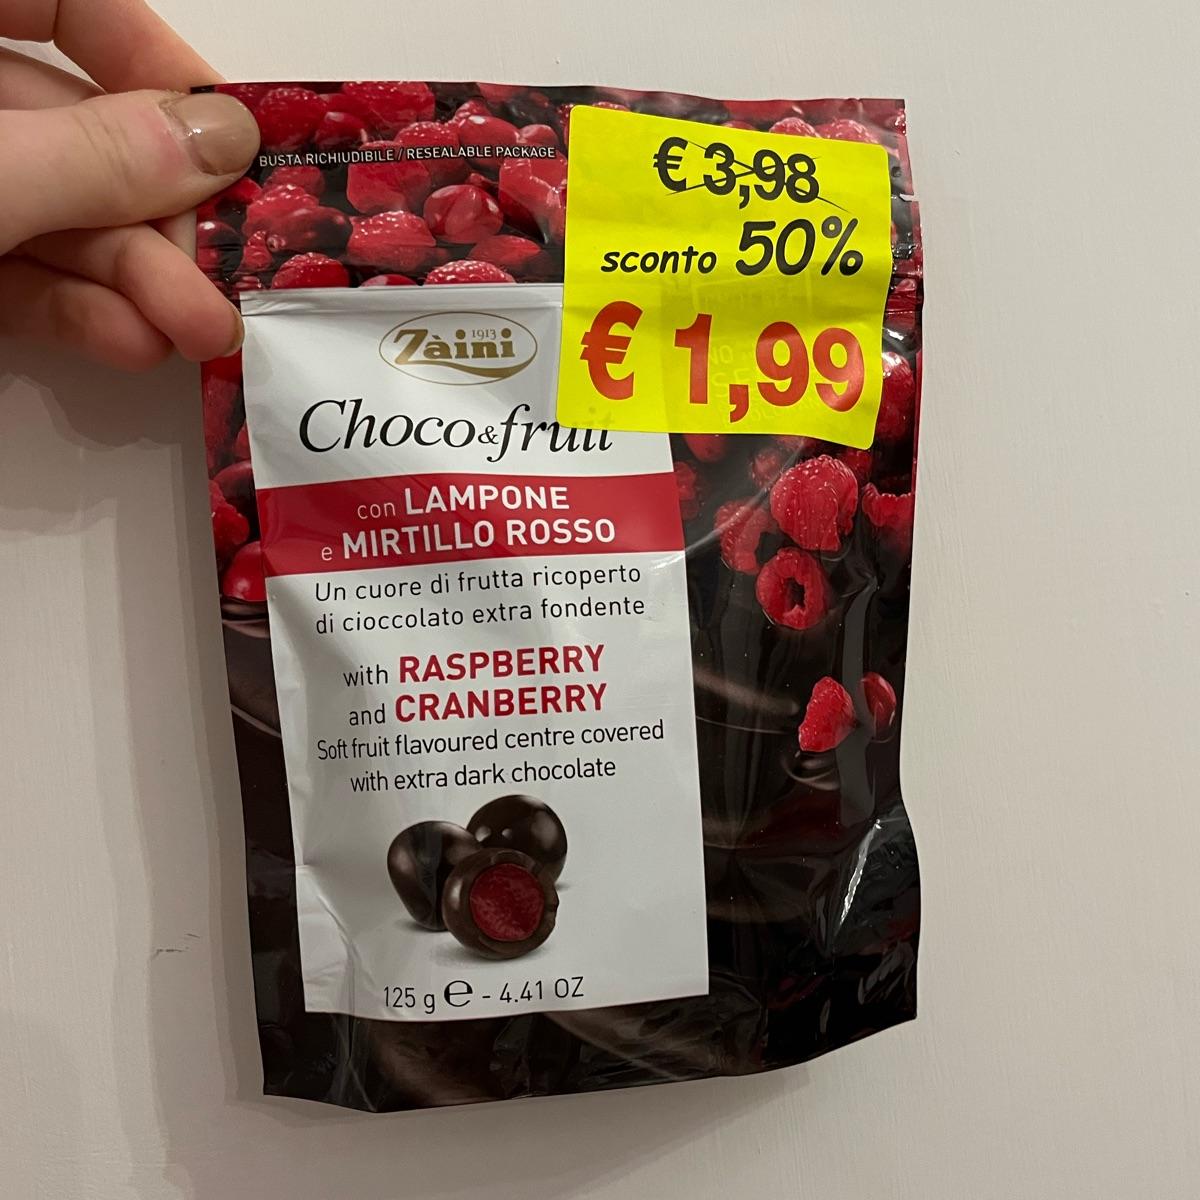 BUSTA RICHIUDIBILE / RESEALABLE PACKAGE
€ 3,98
sconto 50%
€ 1,99
1913
Zàini
Choco&fruit
con LAMPONE
e MIRTILLO ROSSO
Un cuore di frutta ricoperto
di cioccolato extra fondente
with RASPBERRY
and CRANBERRY
Soft fruit flavoured centre covered
with extra dark chocolate
125 g e - 4.41 OZ